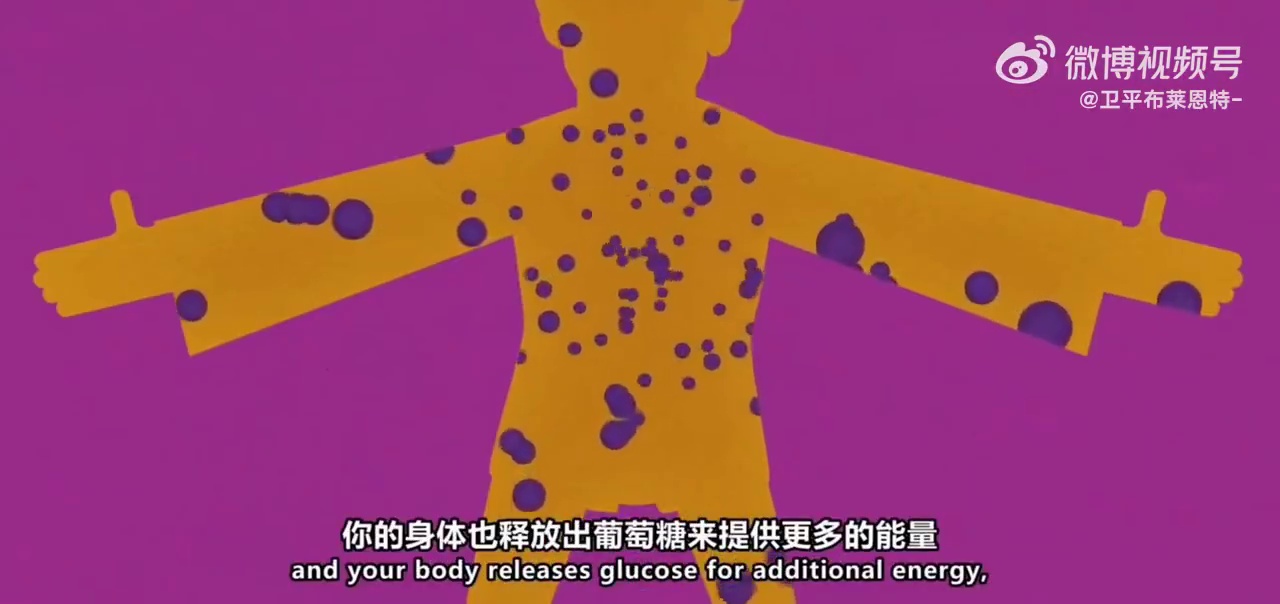 微博视频号
@卫平布莱恩特-
你的身体也释放出葡萄糖来提供更多的能量
and your body releases glucose for additional energy,